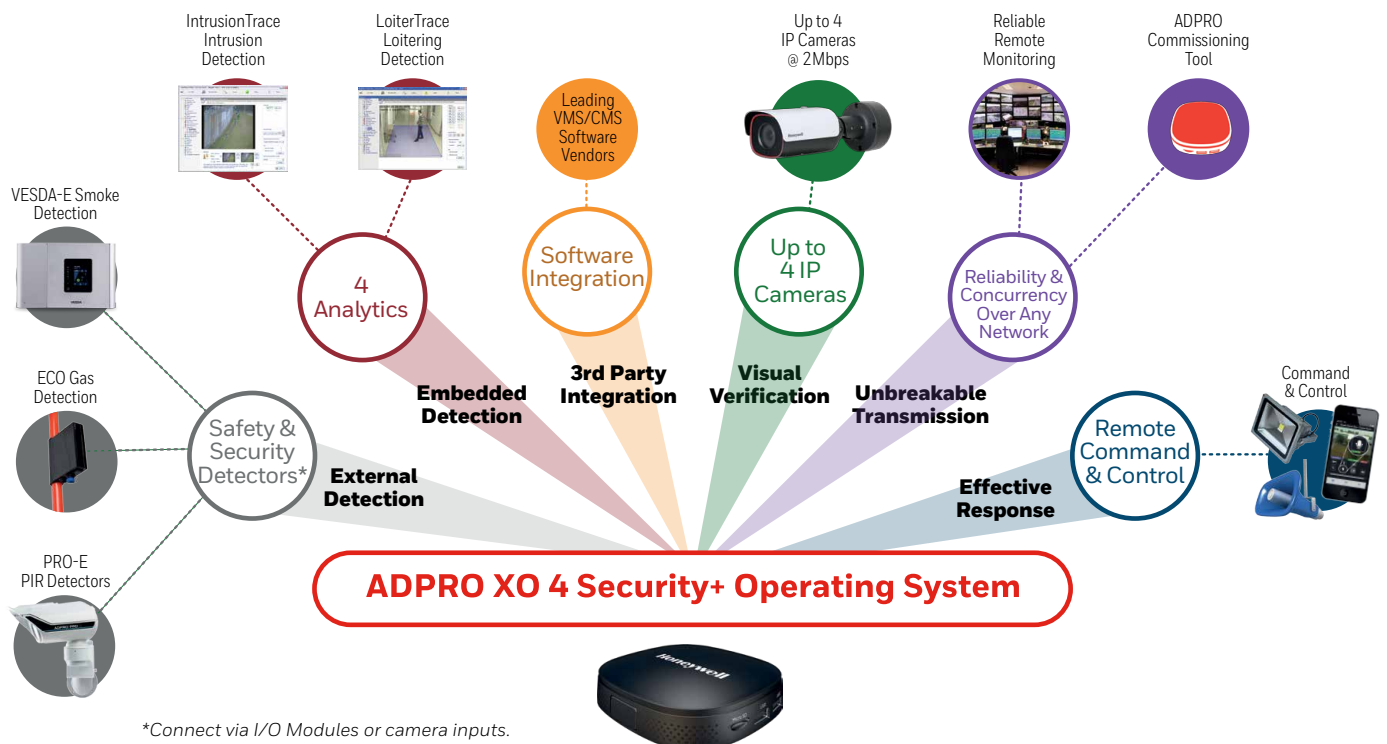 IntrusionTrace
Intrusion
Detection
LoiterTrace
Loitering
Detection
Leading
VMS/CMS
Software
Vendors
Up to 4
IP Cameras
@ 2Mbps
Reliable
Remote
Monitoring
ADPRO
Commissioning
Tool
VESDA-E Smoke
Detection
ECO Gas
Detection
PRO-E
PIR Detectors
Safety &
Security
Detectors*
4
Analytics
Software
Integration
Up to
4 IP
Cameras
Reliability &
Concurrency
Over Any
Network
Remote
Command
& Control
Command
& Control
External
Detection
Embedded
Detection
3rd Party
Integration
Visual
Verification
Unbreakable
Transmission
Effective
Response
ADPRO XO 4 Security+ Operating System
Honeywell
*Connect via I/O Modules or camera inputs.